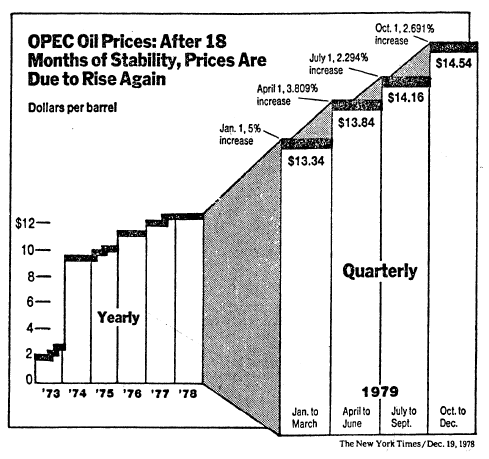 OPEC Oil Prices: After 18
Months of Stability, Prices Are
Due to Rise Again
Dollars per barrel
Oct. 1, 2.691%
increase
July 1, 2.294%
increase
April 1, 3.809%
increase
Jan. 1, 5%
increase
$14.54
$14.16
$13.84
$13.34
$12
10
8
6
4
2
0
Yearly
Quarterly
'73 '74 '75 '76 '77 '78
1979
Jan. to
March
April to
June
July to
Sept.
Oct. to
Dec.
The New York Times/Dec. 19, 1978